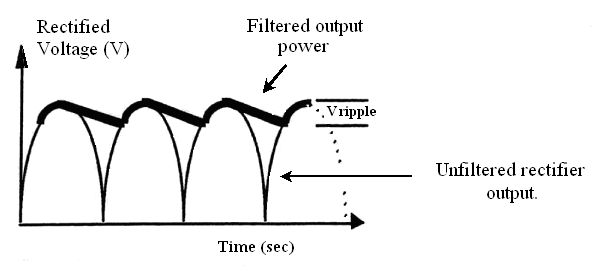 Rectified
Voltage (V)
Filtered output
power
Vripple
Unfiltered rectifier
output.
Time (sec)